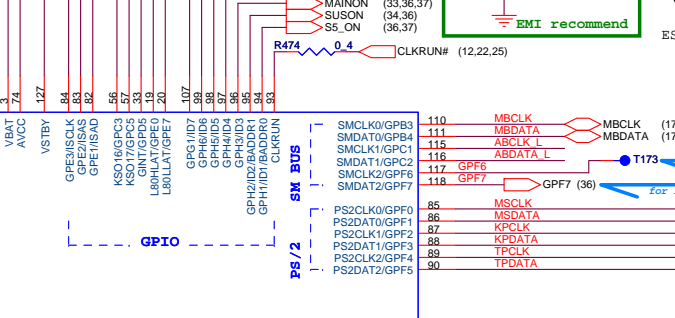 MAINON (33,36,37)
SUSON (34,36)
S5_ON (36,37)
EMI recommend
ES
R474 0_4
CLKRUN# (12,22,25)
3 74 127 84 83 82 56 57 33 19 20 107 99 98 97 96 95 94 93
VBAT
AVCC
VSTBY
GPE3/ISCLK
GPE2/ISAS
GPE1/ISAD
KSO16/GPC3
KSO17/GPC5
GINT/GPD5
L80HLAT/GPE0
L80LLAT/GPE7
GPG1/ID7
GPH6/ID6
GPH5/ID5
GPH4/ID4
GPH3/ID3
GPH2/ID2/BADDR1
GPH1/ID1/BADDR0
CLKRUN
GPIO
SM BUS
SMCLK0/GPB3 110 MBCLK MBCLK (17
SMDAT0/GPB4 111 MBDATA MBDATA (17
SMCLK1/GPC1 115 ABCLK_L
SMDAT1/GPC2 116 ABDATA_L
SMCLK2/GPF6 117 GPF6 T173
SMDAT2/GPF7 118 GPF7 GPF7 (36)
for
PS/2
PS2CLK0/GPF0 85 MSCLK
PS2DAT0/GPF1 86 MSDATA
PS2CLK1/GPF2 87 KPCLK
PS2DAT1/GPF3 88 KPDATA
PS2CLK2/GPF4 89 TPCLK
PS2DAT2/GPF5 90 TPDATA